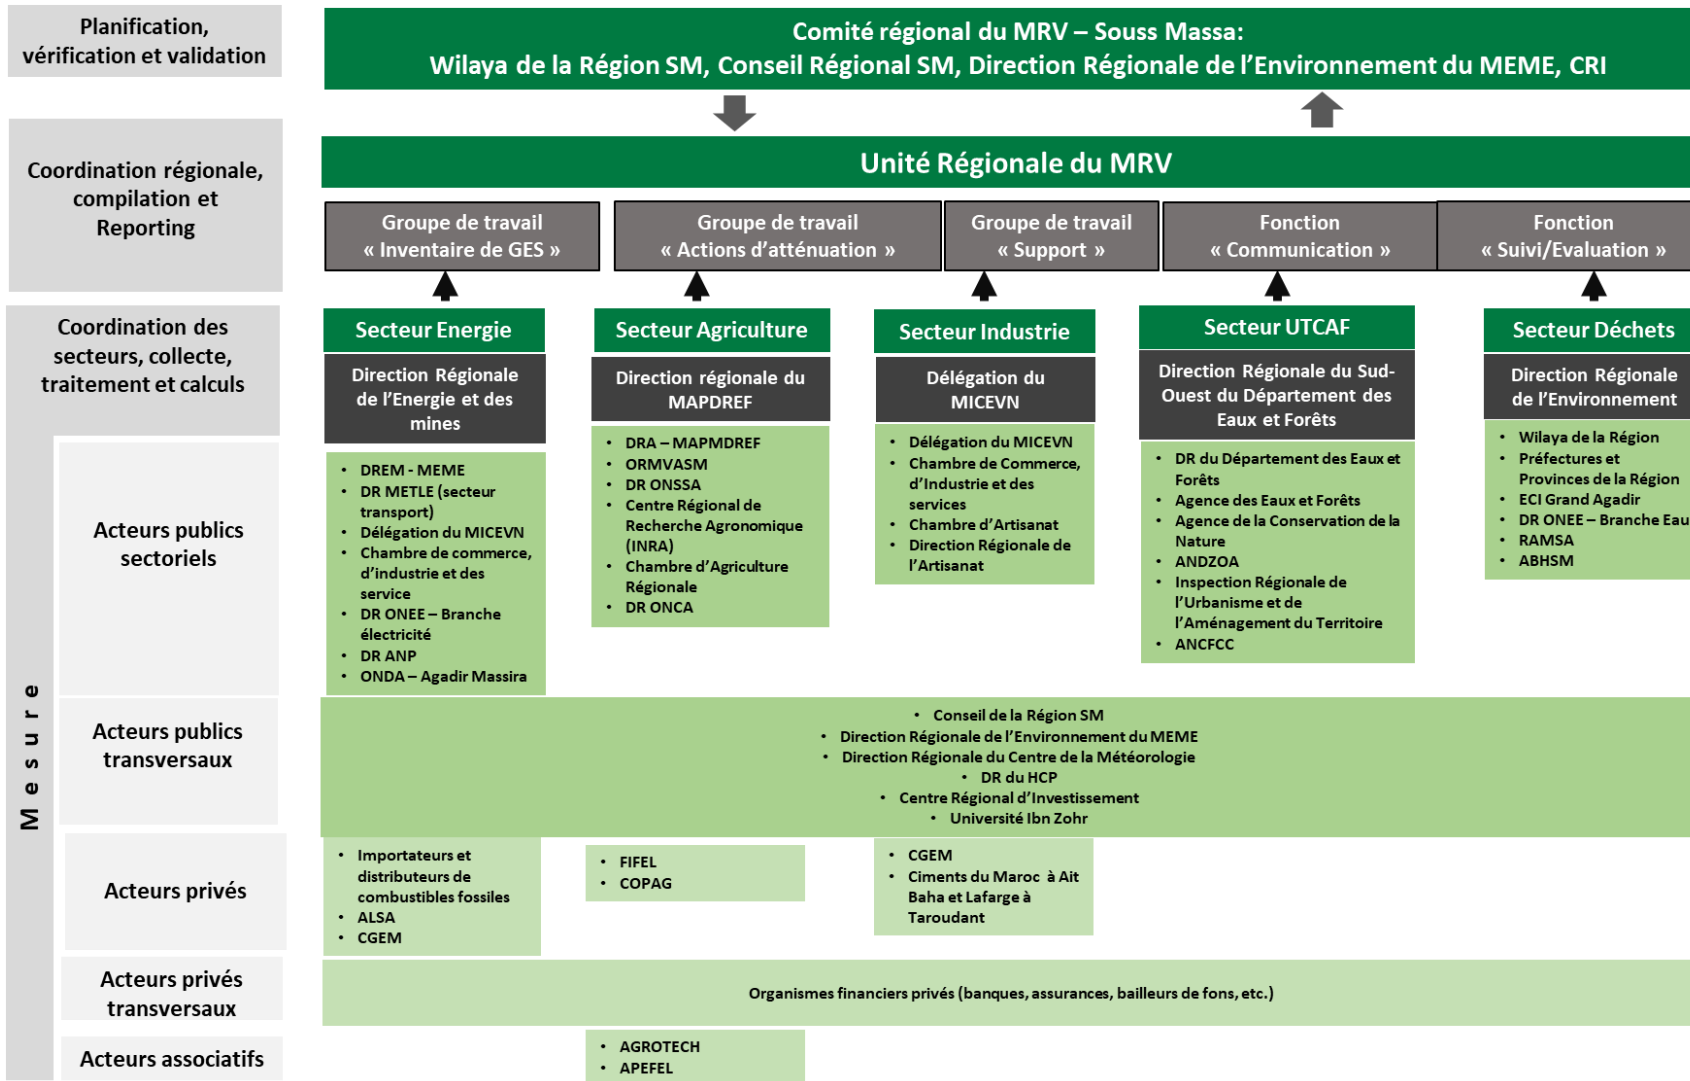 Planification,
vérification et validation
Comité régional du MRV – Souss Massa:
Wilaya de la Région SM, Conseil Régional SM, Direction Régionale de l'Environnement du MEME, CRI
Coordination régionale,
compilation et
Reporting
Unité Régionale du MRV
Groupe de travail
« Inventaire de GES »
Groupe de travail
« Actions d'atténuation »
Groupe de travail
« Support »
Fonction
« Communication »
Fonction
« Suivi/Evaluation »
Coordination des
secteurs, collecte,
traitement et calculs
Secteur Energie
Direction Régionale
de l'Energie et des
mines
Secteur Agriculture
Direction régionale du
MAPDREF
Secteur Industrie
Délégation du
MICEVN
Secteur UTCAF
Direction Régionale du Sud-
Ouest du Département des
Eaux et Forêts
Secteur Déchets
Direction Régionale
de l'Environnement
Mesure
Acteurs publics
sectoriels
• DREM - MEME
• DR METLE (secteur
transport)
• Délégation du MICEVN
• Chambre de commerce,
d'industrie et des
service
• DR ONEE – Branche
électricité
• DR ANP
• ONDA – Agadir Massira
• DRA – MAPMDREF
• ORMVASM
• DR ONSSA
• Centre Régional de
Recherche Agronomique
(INRA)
• Chambre d'Agriculture
Régionale
• DR ONCA
• Délégation du MICEVN
• Chambre de Commerce,
d'Industrie et des
services
• Chambre d'Artisanat
• Direction Régionale de
l'Artisanat
• DR du Département des Eaux et
Forêts
• Agence des Eaux et Forêts
• Agence de la Conservation de la
Nature
• ANDZOA
• Inspection Régionale de
l'Urbanisme et de
l'Aménagement du Territoire
• ANCFCC
• Wilaya de la Région
• Préfectures et
Provinces de la Région
• ECI Grand Agadir
• DR ONEE – Branche Eau
• RAMSA
• ABHSM
Acteurs publics
transversaux
• Conseil de la Région SM
• Direction Régionale de l'Environnement du MEME
• Direction Régionale du Centre de la Météorologie
• DR du HCP
• Centre Régional d'Investissement
• Université Ibn Zohr
Acteurs privés
• Importateurs et
distributeurs de
combustibles fossiles
• ALSA
• CGEM
• FIFEL
• COPAG
• CGEM
• Ciments du Maroc à Ait
Baha et Lafarge à
Taroudant
Acteurs privés
transversaux
Organismes financiers privés (banques, assurances, bailleurs de fons, etc.)
Acteurs associatifs
• AGROTECH
• APEFEL